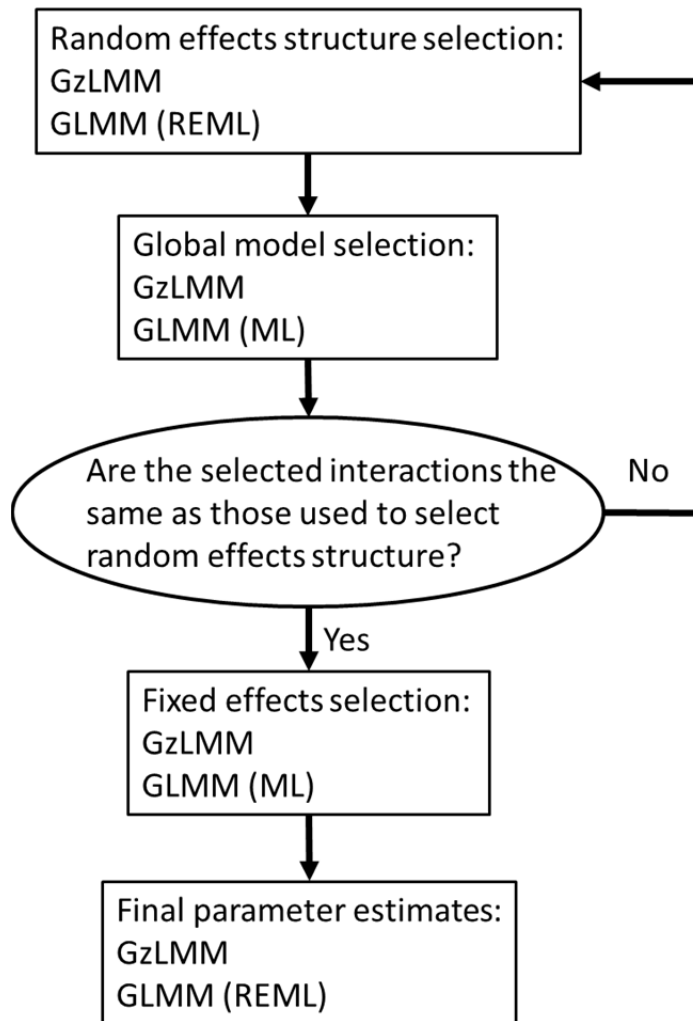 Random effects structure selection:
GzLMM
GLMM (REML)
Global model selection:
GzLMM
GLMM (ML)
Are the selected interactions the
same as those used to select
random effects structure?
No
Yes
Fixed effects selection:
GzLMM
GLMM (ML)
Final parameter estimates:
GzLMM
GLMM (REML)